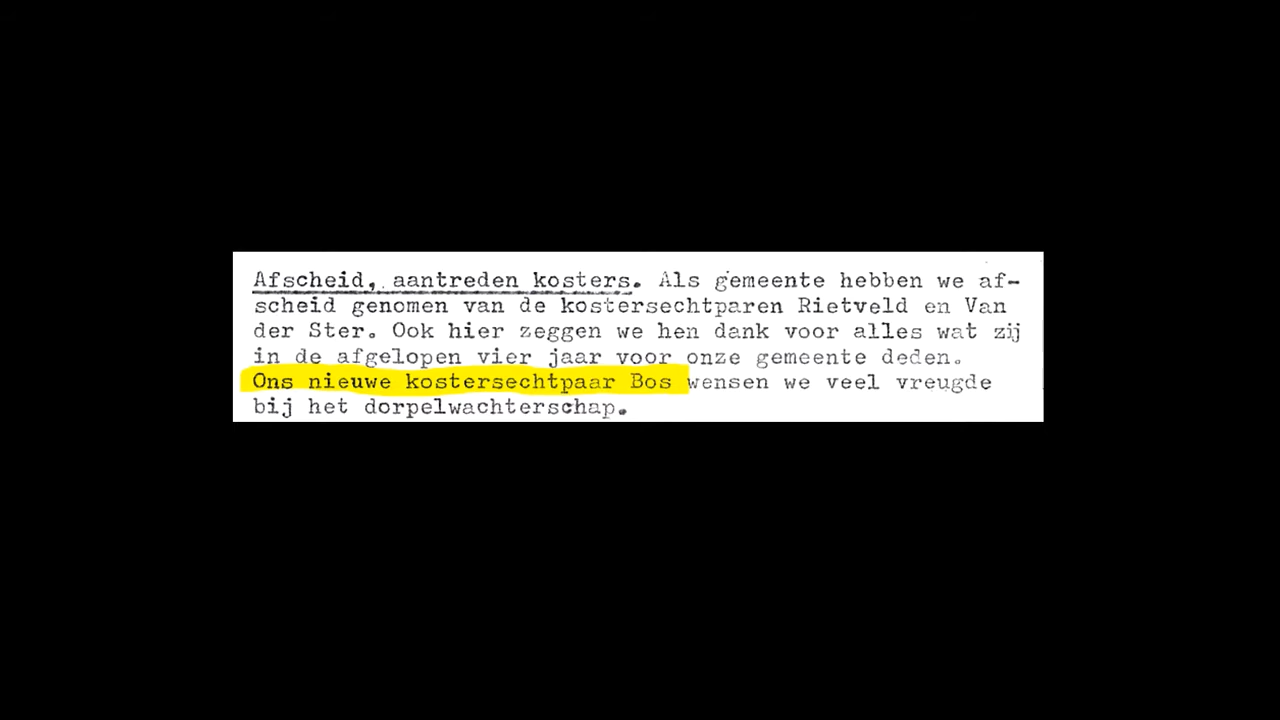 Afscheid, aantreden kosters. Als gemeente hebben we af-
scheid genomen van de kostersechtparen Rietveld en Van
der Ster. Ook hier zeggen we hen dank voor alles wat zij
in de afgelopen vier jaar voor onze gemeente deden.
Ons nieuwe kostersechtpaar Bos wensen we veel vreugde
bij het dorpelwachterschap.